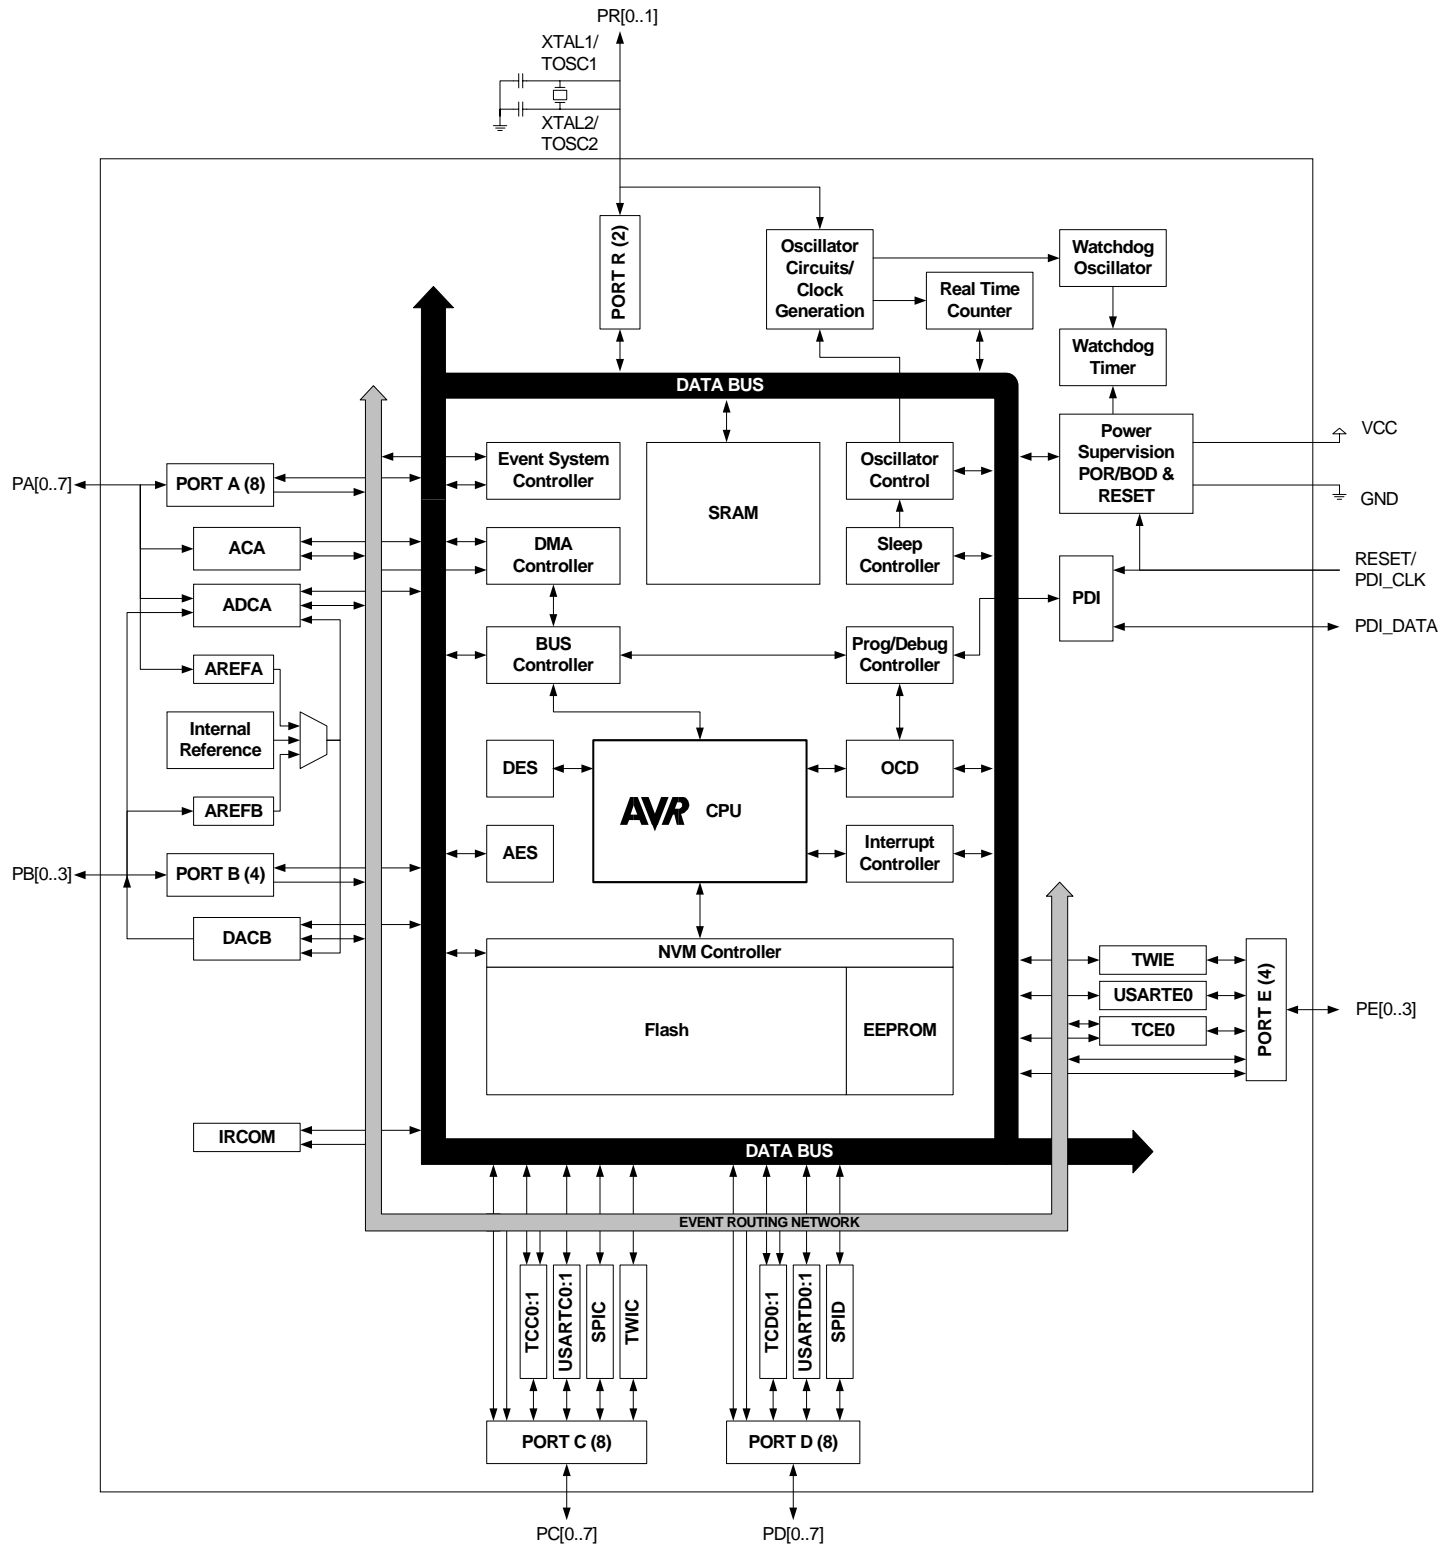 PR[0..1]
XTAL1/
TOSC1
XTAL2/
TOSC2
PORT R (2)
Oscillator
Circuits/
Clock
Generation
Watchdog
Oscillator
Real Time
Counter
Watchdog
Timer
DATA BUS
Power
Supervision
POR/BOD &
RESET
VCC
GND
PA[0..7]
PORT A (8)
Event System
Controller
SRAM
Oscillator
Control
ACA
DMA
Controller
Sleep
Controller
RESET/
PDI_CLK
ADCA
PDI
PDI_DATA
AREFA
BUS
Controller
Prog/Debug
Controller
Internal
Reference
DES
AVR CPU
OCD
AREFB
AES
Interrupt
Controller
PB[0..3]
PORT B (4)
DACB
NVM Controller
Flash
EEPROM
TWIE
USARTE0
TCE0
PORT E (4)
PE[0..3]
IRCOM
DATA BUS
EVENT ROUTING NETWORK
TCC0:1
USARTC0:1
SPIC
TWIC
TCD0:1
USARTD0:1
SPID
PORT C (8)
PORT D (8)
PC[0..7]
PD[0..7]